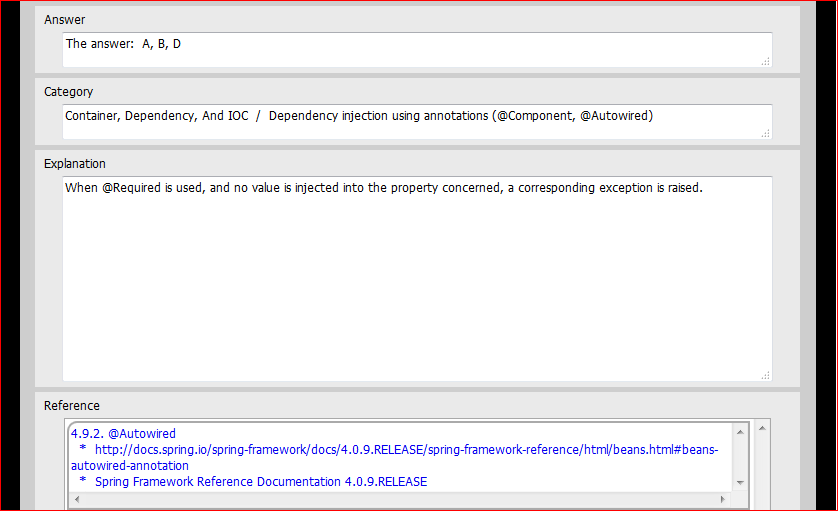 Answer
The answer:  A, B, D
Category
Container, Dependency, And IOC  /  Dependency injection using annotations (@Component, @Autowired)
Explanation
When @Required is used, and no value is injected into the property concerned, a corresponding exception is raised.
Reference
4.9.2. @Autowired
*  http://docs.spring.io/spring-framework/docs/4.0.9.RELEASE/spring-framework-reference/html/beans.html#beans-
autowired-annotation
*  Spring Framework Reference Documentation 4.0.9.RELEASE